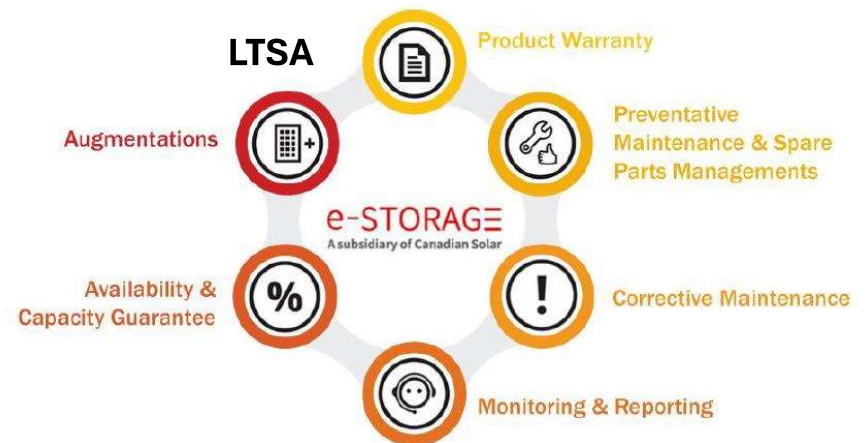 LTSA
Product Warranty
Preventative
Maintenance & Spare
Parts Managements
Corrective Maintenance
Monitoring & Reporting
Availability &
Capacity Guarantee
%
Augmentations
e-STORAGE
A subsidiary of Canadian Solar